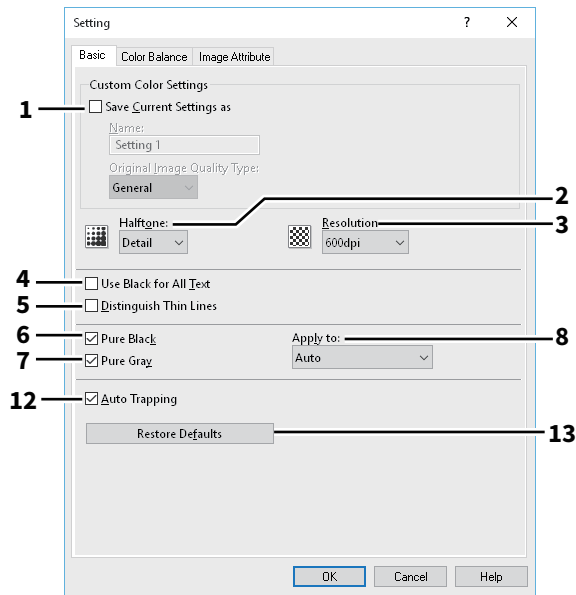 Setting ?
Basic Color Balance Image Attribute
Custom Color Settings
1 Save Current Settings as
Name:
Setting 1
Original Image Quality Type:
General
2
Halftone: Resolution 3
Detail 600dpi
4 Use Black for All Text
5 Distinguish Thin Lines
6 Pure Black Apply to: 8
7 Pure Gray Auto
12 Auto Trapping
Restore Defaults 13
OK Cancel Help